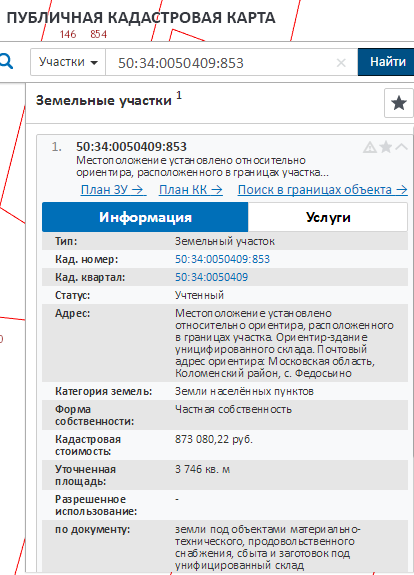 ПУБЛИЧНАЯ КАДАСТРОВАЯ КАРТА
146 854
Участки 50:34:0050409:853 × Найти
Земельные участки 1
1. 50:34:0050409:853
Местоположение установлено относительно
ориентира, расположенного в границах участка...
План ЗУ → План КК → Поиск в границах объекта →
Информация Услуги
Тип: Земельный участок
Кад. номер: 50:34:0050409:853
Кад. квартал: 50:34:0050409
Статус: Учтенный
Адрес: Местоположение установлено
относительно ориентира, расположенного
в границах участка. Ориентир-здание
уницифированного склада. Почтовый
адрес ориентира: Московская область,
Коломенский район, с. Федосьино
Категория земель: Земли населённых пунктов
Форма Частная собственность
собственности:
Кадастровая 873 080,22 руб.
стоимость:
Уточненная 3 746 кв. м
площадь:
Разрешенное -
использование:
по документу: земли под объектами материально-
технического, продовольственного
снабжения, сбыта и заготовок под
унифицированный склад